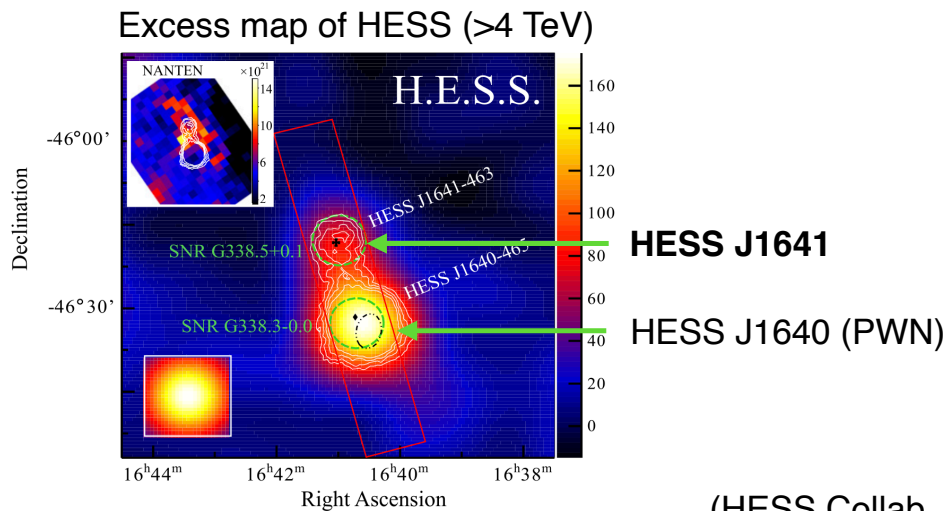 Excess map of HESS (>4 TeV)
NANTEN
×10²¹
14
10
6
2
H.E.S.S.
160
140
120
100
80
60
40
20
0
-46°00'
-46°30'
Declination
HESS J1641-463
SNR G338.5+0.1
HESS J1641
HESS J1640-465
SNR G338.3-0.0
HESS J1640 (PWN)
16ʰ44ᵐ
16ʰ42ᵐ
16ʰ40ᵐ
16ʰ38ᵐ
Right Ascension
(HESS Collab